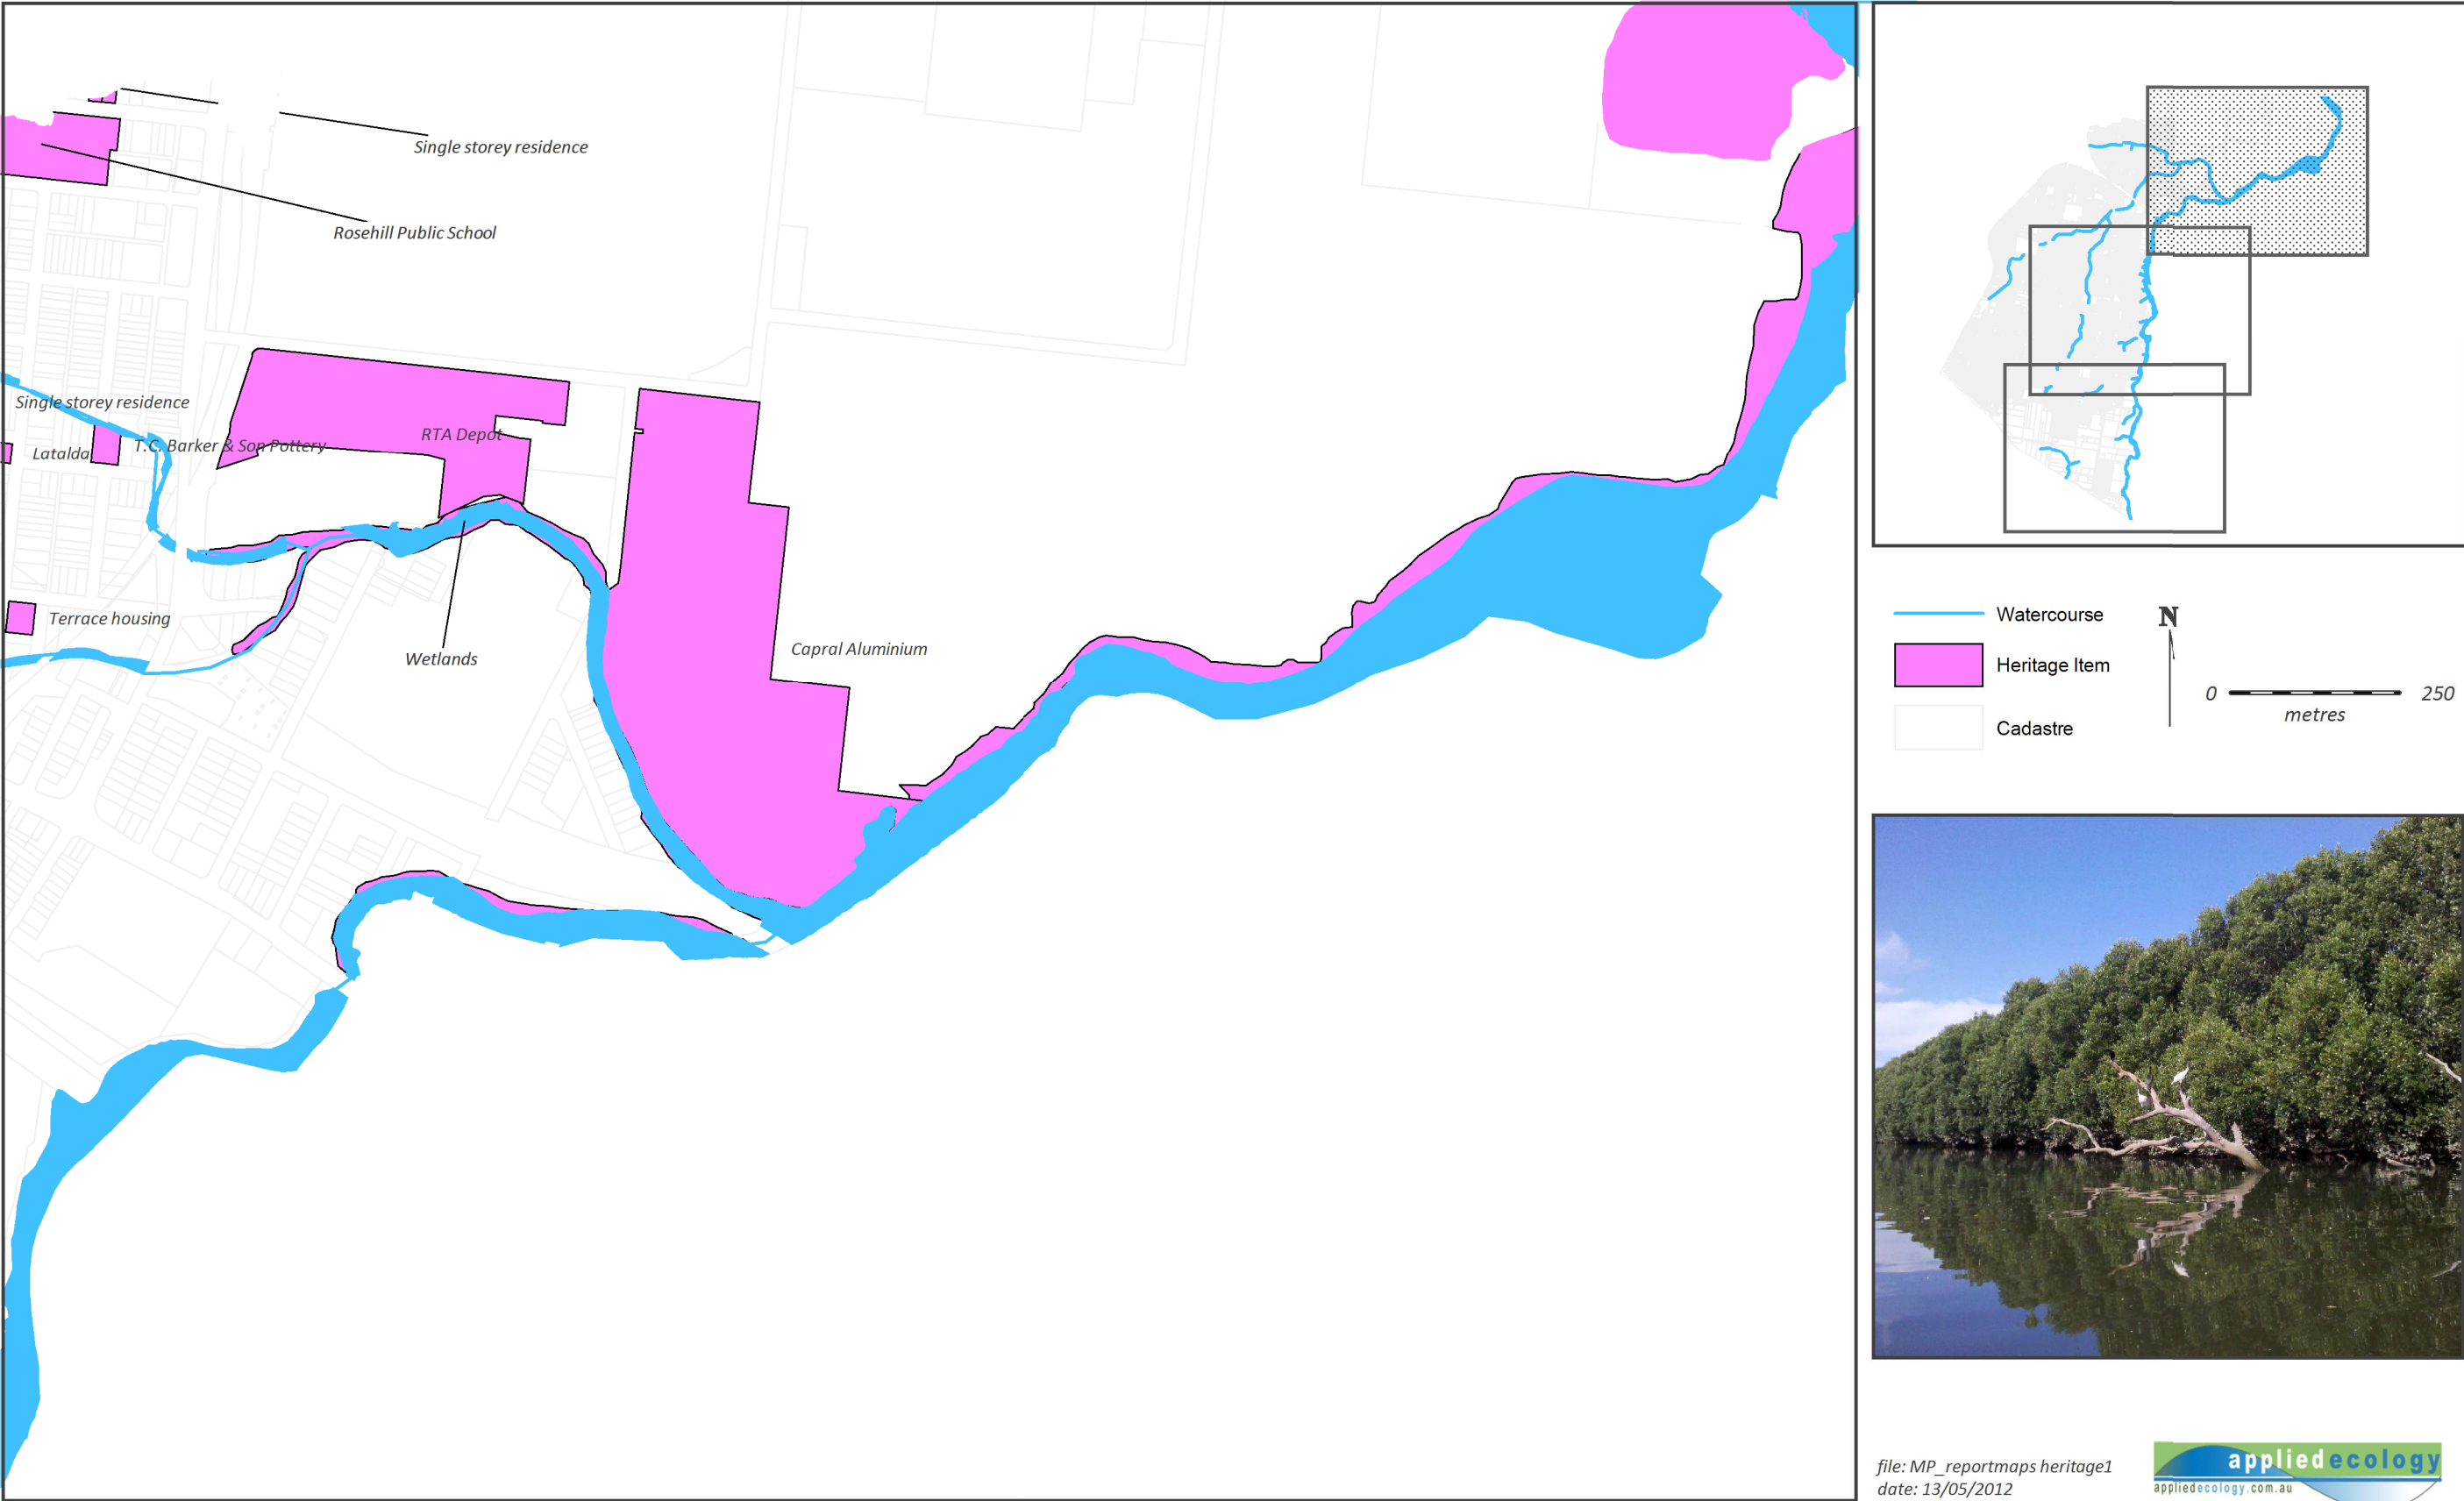 Single storey residence
Rosehill Public School
Single storey residence
RTA Depot
T.C. Barker & Son Pottery
Latalda
Terrace housing
Wetlands
Capral Aluminium
Watercourse
Heritage Item
Cadastre
N
0 250
metres
file: MP_reportmaps heritage1
date: 13/05/2012
appliedecology
appliedecology.com.au